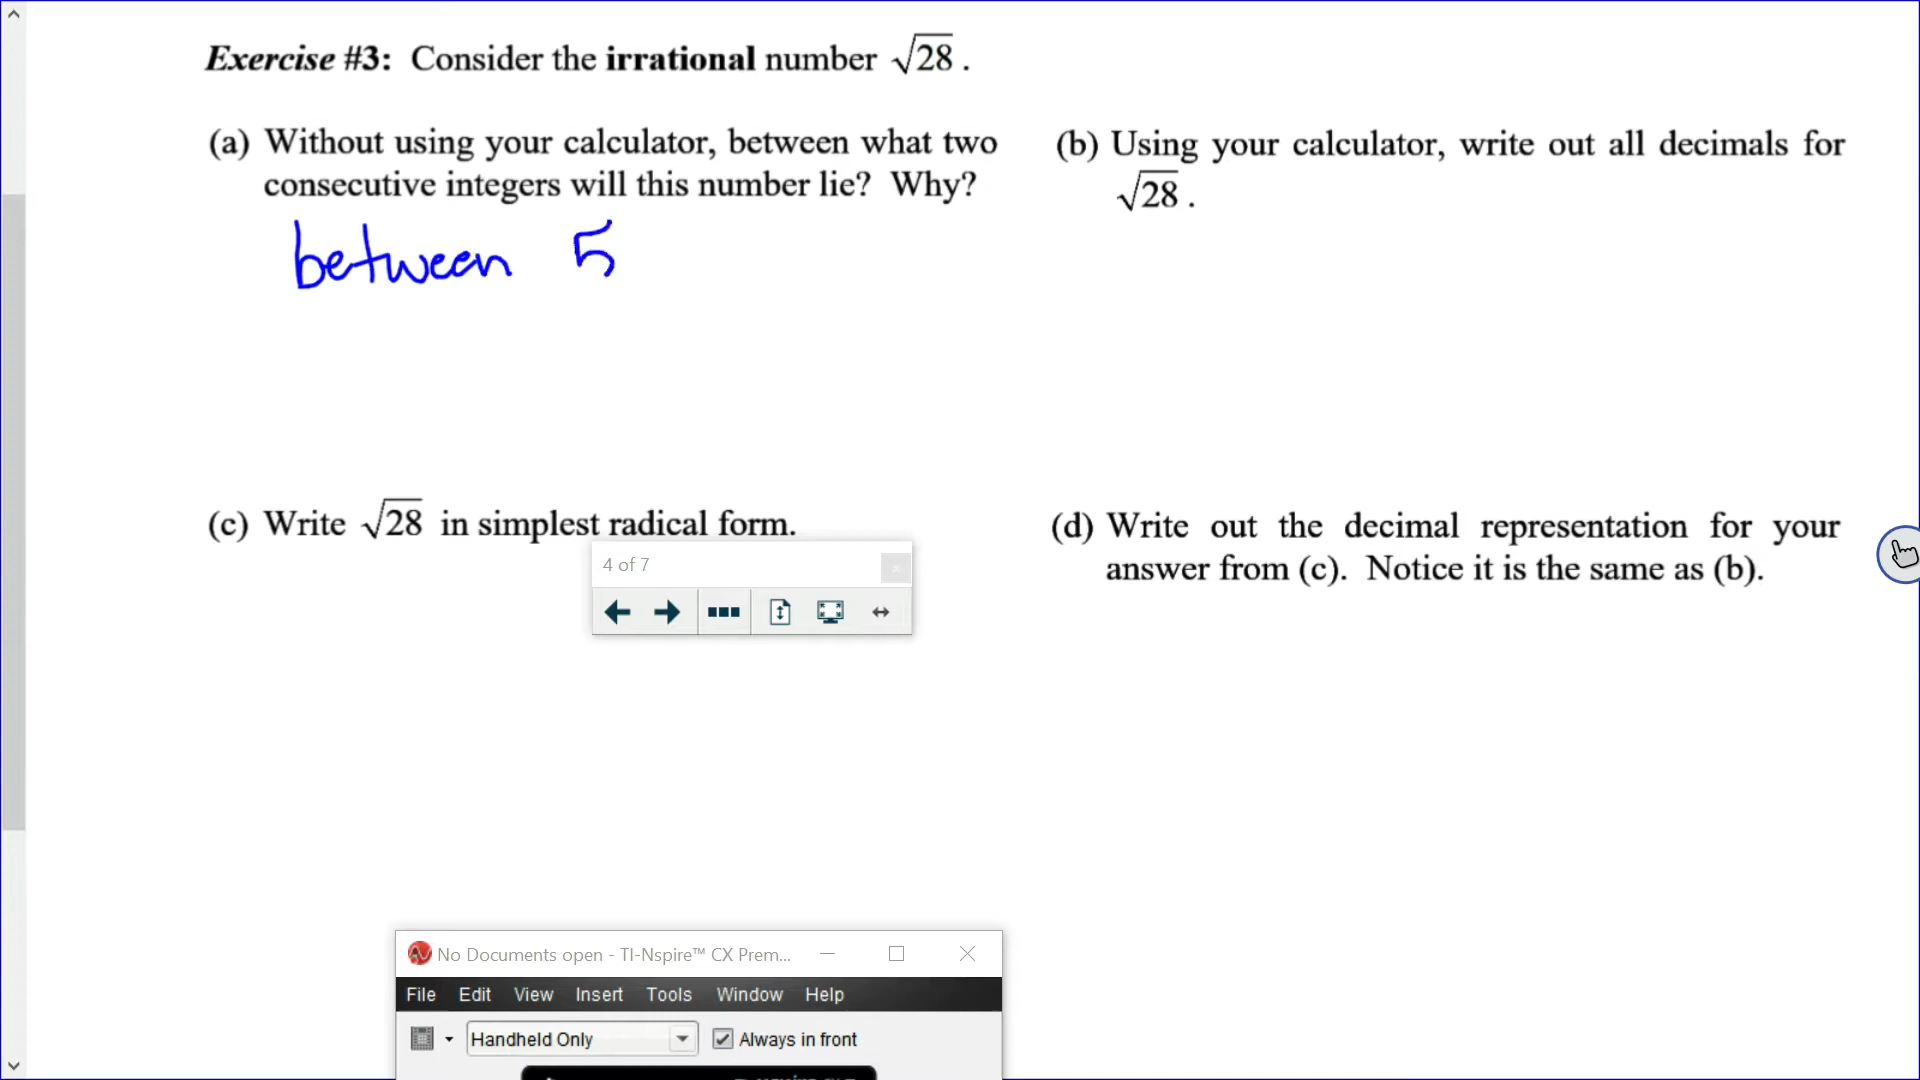 Exercise #3: Consider the irrational number √28.
(a) Without using your calculator, between what two
consecutive integers will this number lie? Why?
between 5
(b) Using your calculator, write out all decimals for
√28.
(c) Write √28 in simplest radical form.
(d) Write out the decimal representation for your
answer from (c). Notice it is the same as (b).
4 of 7
No Documents open - TI-Nspire™ CX Prem...
File Edit View Insert Tools Window Help
Handheld Only Always in front